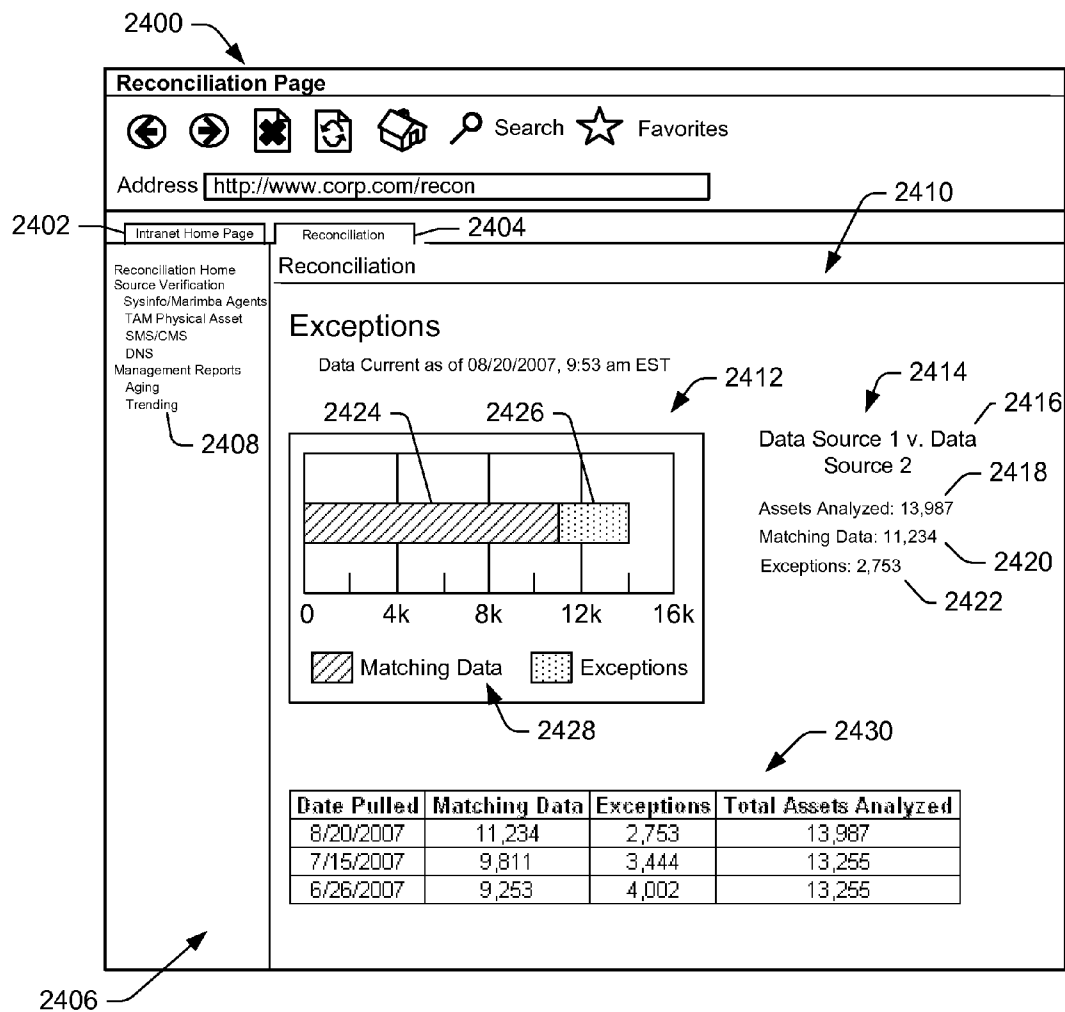 2400
Reconciliation Page
Search Favorites
Address http://www.corp.com/recon
2410
2402 Intranet Home Page Reconciliation 2404
Reconciliation Home
Source Verification
Sysinfo/Marimba Agents
TAM Physical Asset
SMS/CMS
DNS
Management Reports
Aging
Trending
2408
Reconciliation
Exceptions
Data Current as of 08/20/2007, 9:53 am EST
2412
2414
2424 2426
2416
Data Source 1 v. Data
Source 2
2418
Assets Analyzed: 13,987
Matching Data: 11,234
2420
Exceptions: 2,753
2422
0 4k 8k 12k 16k
Matching Data Exceptions
2428
2430
Date Pulled Matching Data Exceptions Total Assets Analyzed
8/20/2007 11,234 2,753 13,987
7/15/2007 9,811 3,444 13,255
6/26/2007 9,253 4,002 13,255
2406